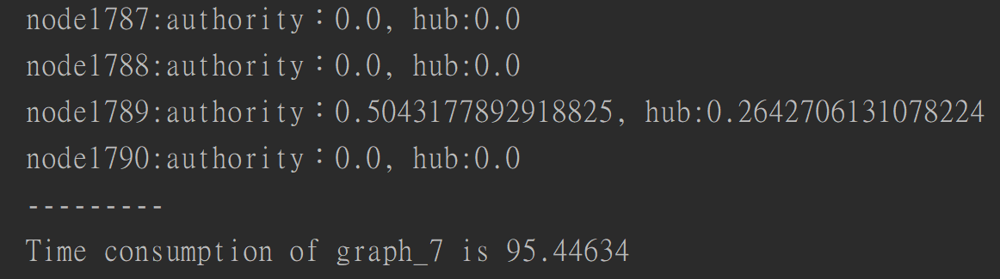 node1787:authority：0.0, hub:0.0
node1788:authority：0.0, hub:0.0
node1789:authority：0.5043177892918825, hub:0.2642706131078224
node1790:authority：0.0, hub:0.0
---------
Time consumption of graph_7 is 95.44634